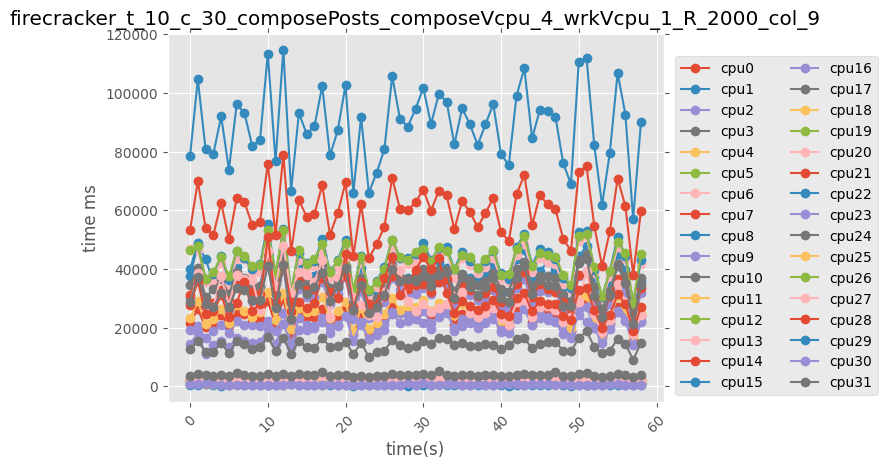 firecracker_t_10_c_30_composePosts_composeVcpu_4_wrkVcpu_1_R_2000_col_9
120000
100000
80000
60000
40000
20000
0
time ms
0 10 20 30 40 50 60
time(s)
cpu0 cpu16
cpu1 cpu17
cpu2 cpu18
cpu3 cpu19
cpu4 cpu20
cpu5 cpu21
cpu6 cpu22
cpu7 cpu23
cpu8 cpu24
cpu9 cpu25
cpu10 cpu26
cpu11 cpu27
cpu12 cpu28
cpu13 cpu29
cpu14 cpu30
cpu15 cpu31